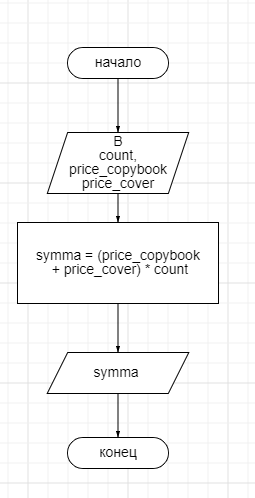 начало
В
count,
price_copybook
price_cover
symma = (price_copybook
+ price_cover) * count
symma
конец